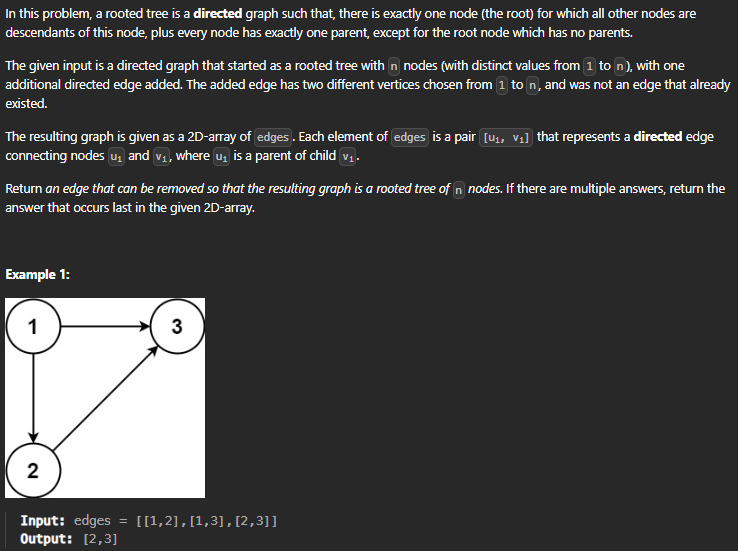 In this problem, a rooted tree is a directed graph such that, there is exactly one node (the root) for which all other nodes are
descendants of this node, plus every node has exactly one parent, except for the root node which has no parents.
The given input is a directed graph that started as a rooted tree with n nodes (with distinct values from 1 to n), with one
additional directed edge added. The added edge has two different vertices chosen from 1 to n, and was not an edge that already
existed.
The resulting graph is given as a 2D-array of edges. Each element of edges is a pair [u₁, v₁] that represents a directed edge
connecting nodes u₁ and v₁, where u₁ is a parent of child v₁.
Return an edge that can be removed so that the resulting graph is a rooted tree of n nodes. If there are multiple answers, return the
answer that occurs last in the given 2D-array.
Example 1:
1
3
2
Input: edges = [[1,2],[1,3],[2,3]]
Output: [2,3]